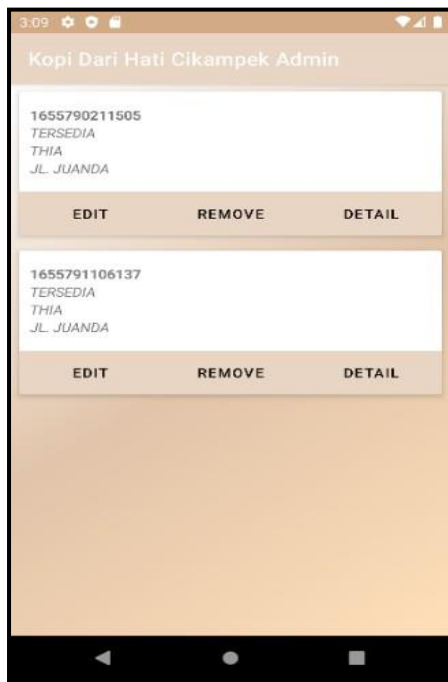 3:09
Kopi Dari Hati Cikampek Admin
1655790211505
TERSEDIA
THIA
JL. JUANDA
EDIT REMOVE DETAIL
1655791106137
TERSEDIA
THIA
JL. JUANDA
EDIT REMOVE DETAIL